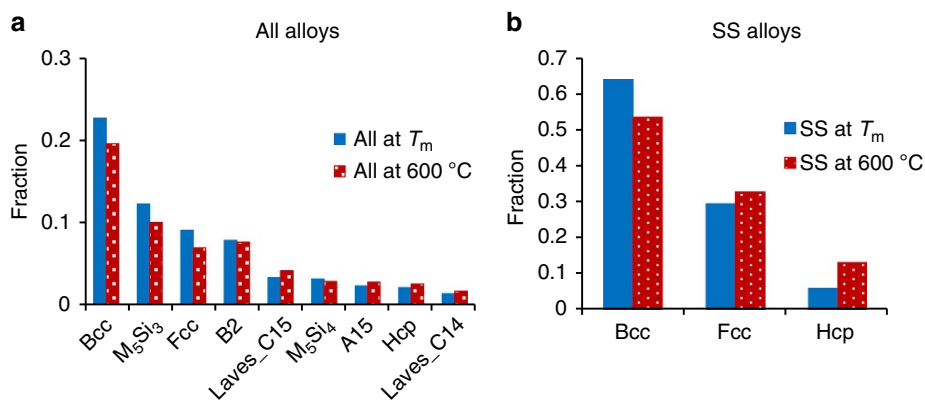 a
All alloys
Fraction
0.3
0.2
0.1
0
All at Tm
All at 600 °C
Bcc
M5Si3
Fcc
B2
Laves_C15
M5Si4
A15
Hcp
Laves_C14
b
SS alloys
Fraction
0.7
0.6
0.5
0.4
0.3
0.2
0.1
0
SS at Tm
SS at 600 °C
Bcc
Fcc
Hcp